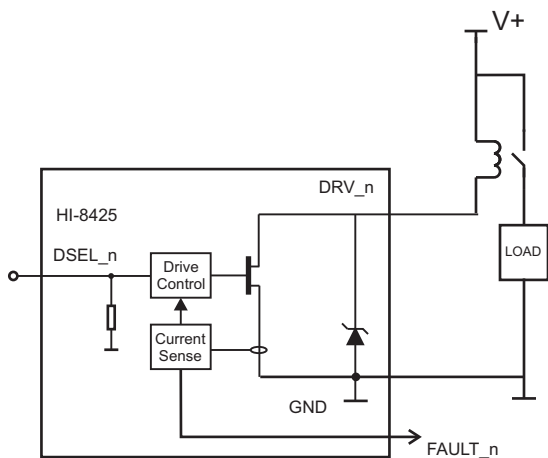 V+
DRV_n
HI-8425
DSEL_n
Drive
Control
LOAD
Current
Sense
GND
FAULT_n